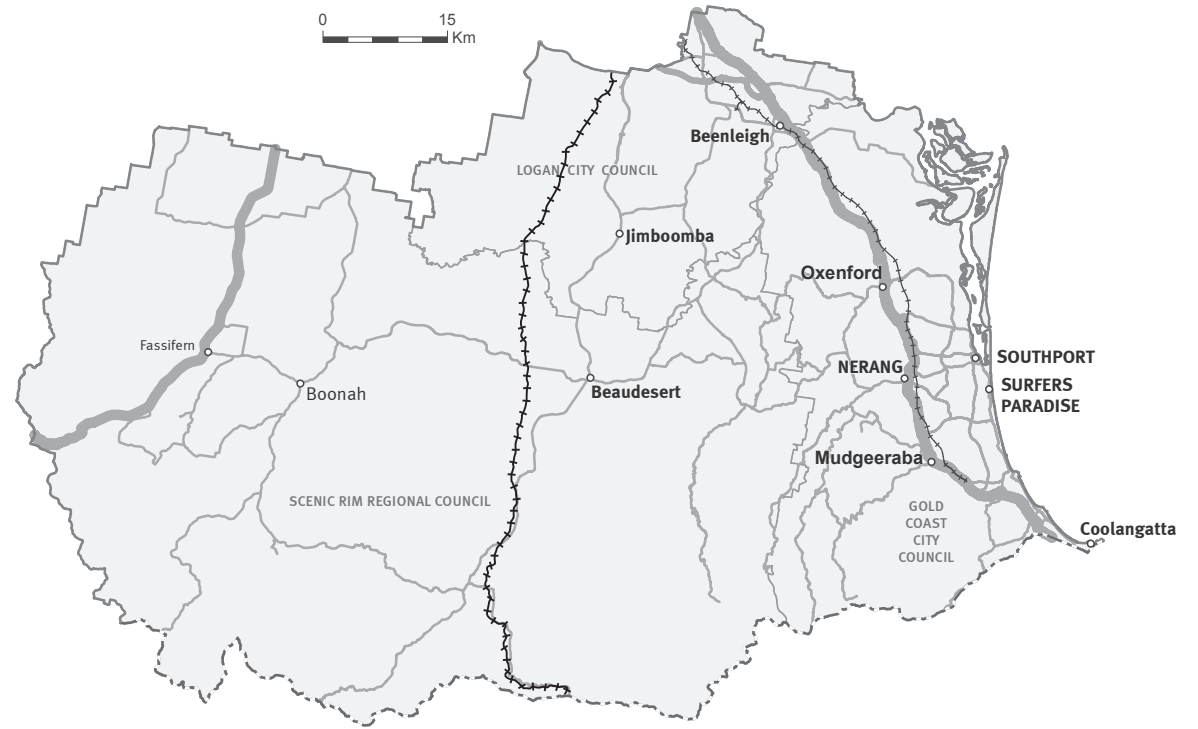 0 15
Km
Beenleigh
LOGAN CITY COUNCIL
Jimboomba
Oxenford
Fassifern
SOUTHPORT
NERANG
SURFERS
PARADISE
Boonah
Beaudesert
Mudgeeraba
SCENIC RIM REGIONAL COUNCIL
GOLD
COAST
CITY
COUNCIL
Coolangatta